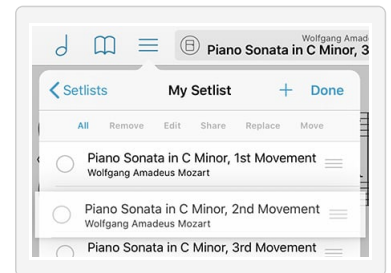 Wolfgang Amad
Piano Sonata in C Minor, 3
Setlists My Setlist + Done
All Remove Edit Share Replace Move
Piano Sonata in C Minor, 1st Movement
Wolfgang Amadeus Mozart
Piano Sonata in C Minor, 2nd Movement
Wolfgang Amadeus Mozart
Piano Sonata in C Minor, 3rd Movement